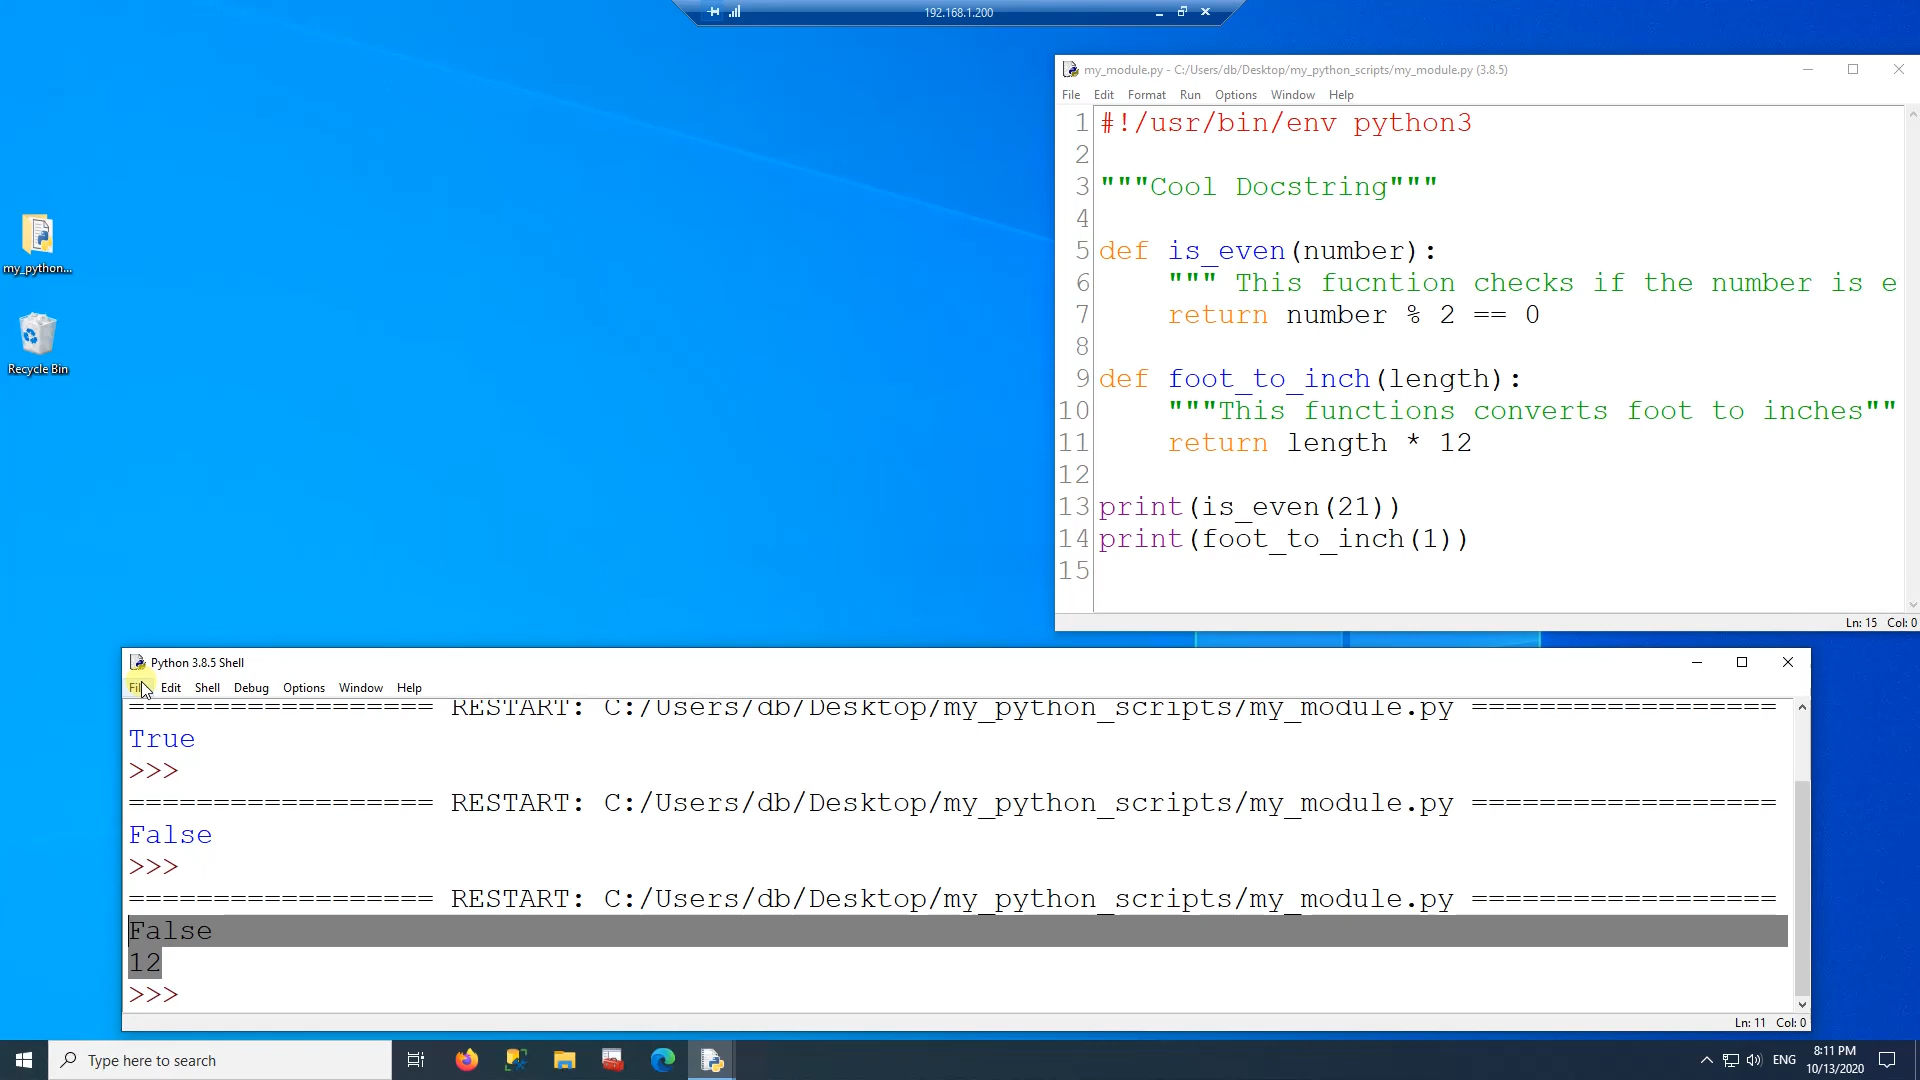 192.168.1.200
my_python...
Recycle Bin
my_module.py - C:/Users/db/Desktop/my_python_scripts/my_module.py (3.8.5)
File Edit Format Run Options Window Help
1 #!/usr/bin/env python3
2
3 """Cool Docstring"""
4
5 def is_even(number):
6 """ This fucntion checks if the number is e
7 return number % 2 == 0
8
9 def foot_to_inch(length):
10 """This functions converts foot to inches""
11 return length * 12
12
13 print(is_even(21))
14 print(foot_to_inch(1))
15
Ln: 15 Col: 0
Python 3.8.5 Shell
File Edit Shell Debug Options Window Help
================== RESTART: C:/Users/db/Desktop/my_python_scripts/my_module.py ==================
True
>>>
================== RESTART: C:/Users/db/Desktop/my_python_scripts/my_module.py ==================
False
>>>
================== RESTART: C:/Users/db/Desktop/my_python_scripts/my_module.py ==================
False
12
>>>
Ln: 11 Col: 0
Type here to search
ENG
8:11 PM
10/13/2020